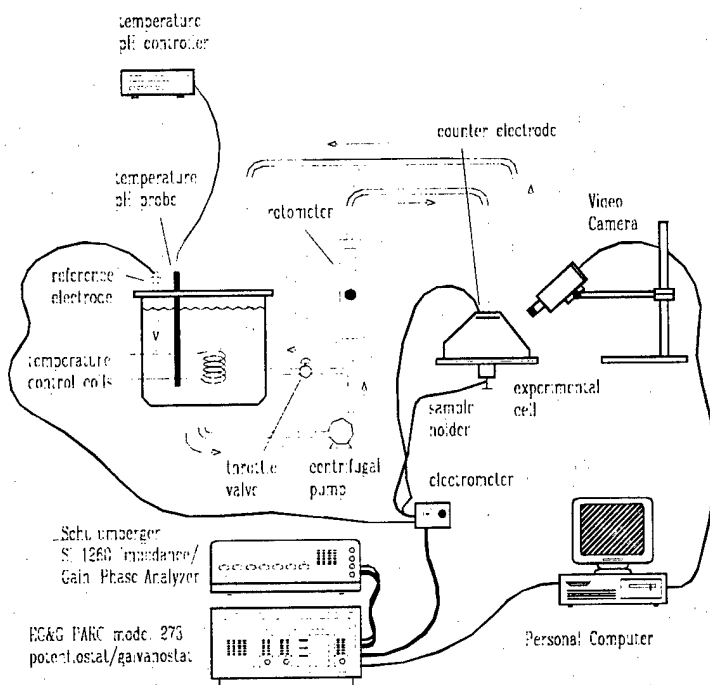 temperature
pH controller
counter electrode
temperature
pH probe
rotometer
Video
Camera
reference
electrode
V
temperature
control coils
sample
holder
experimental
cell
throttle
valve
centrifugal
pump
electrometer
Schlumberger
SI 1260 Impedance/
Gain Phase Analyzer
EG&G PARC model 273
potentiostat/galvanostat
Personal Computer